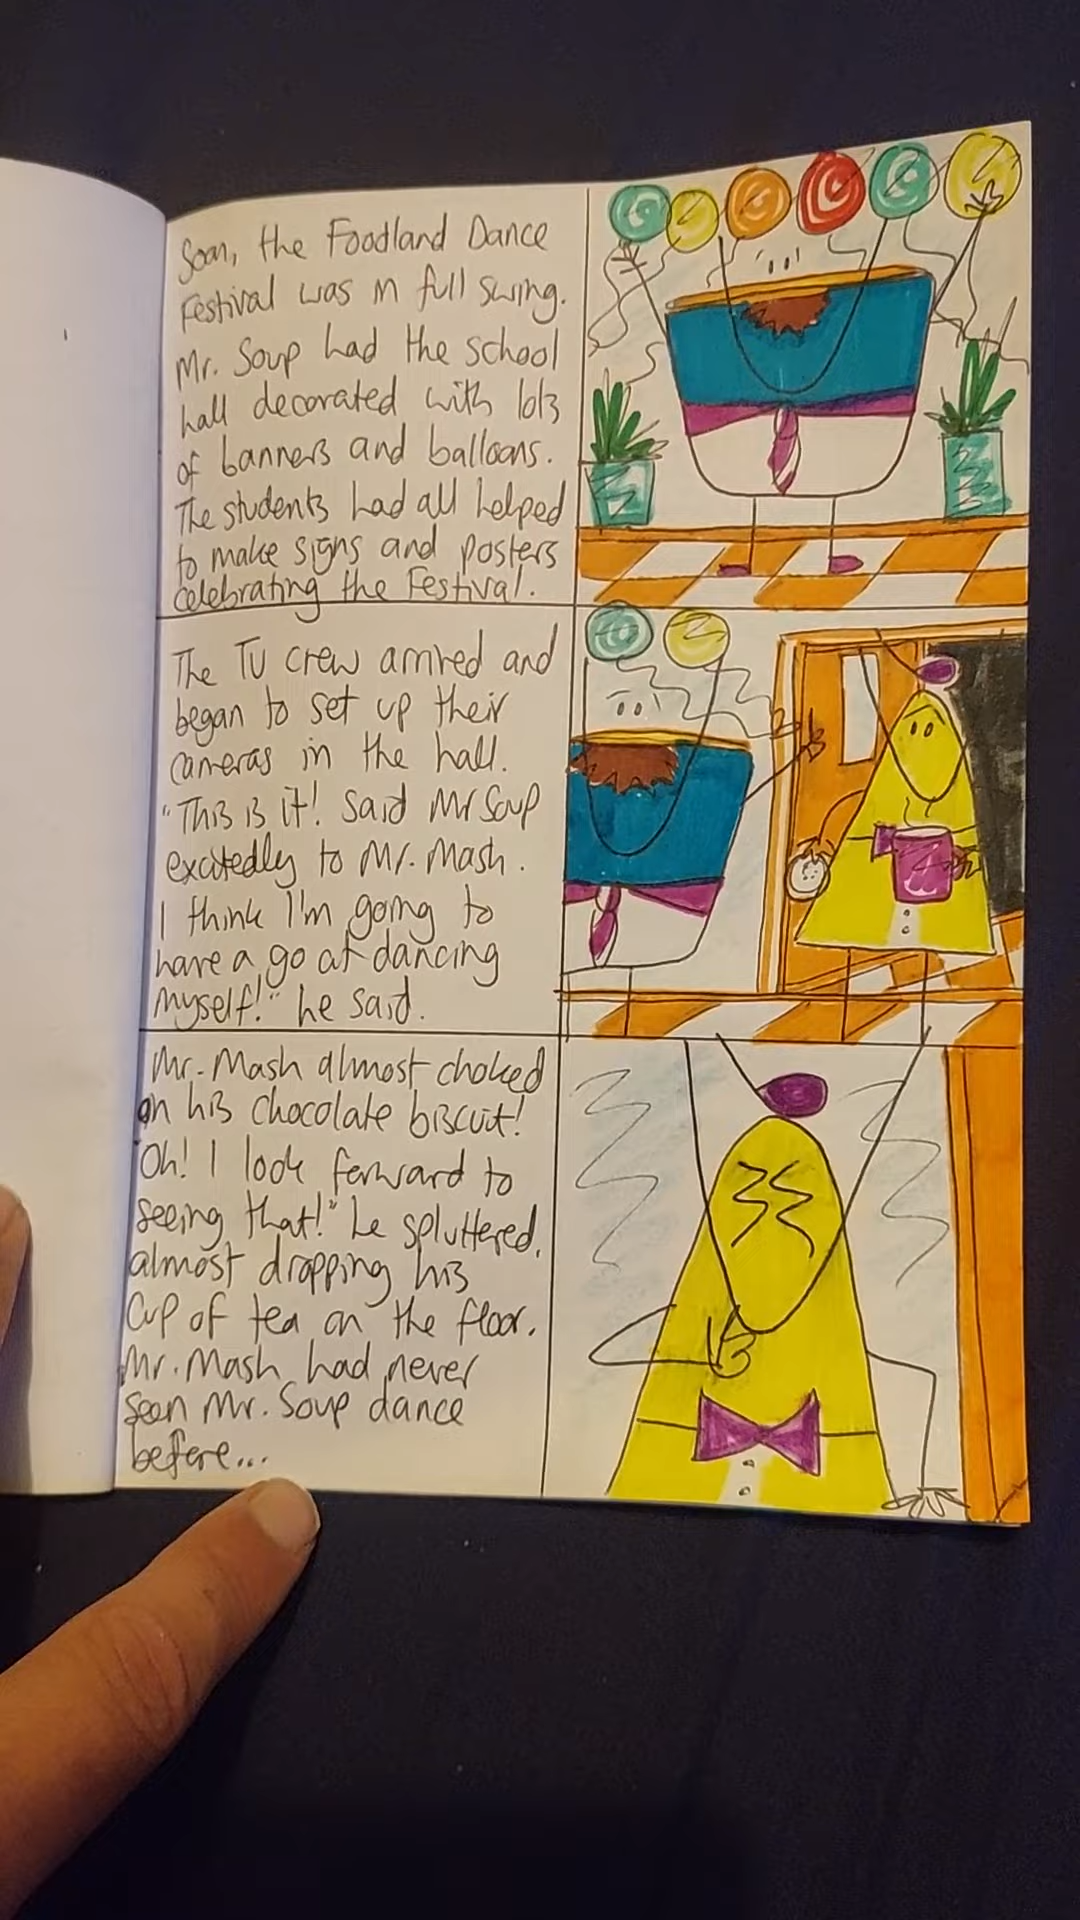 Soon, the Foodland Dance
Festival was in full swing.
Mr. Soup had the school
hall decorated with lots
of banners and balloons.
The students had all helped
to make signs and posters
celebrating the Festival.
The TV crew arrived and
began to set up their
cameras in the hall.
"This is it! said Mr Soup
excitedly to Mr. Mash.
I think I'm going to
have a go at dancing
myself!" he said.
Mr. Mash almost choked
on his chocolate biscuit!
"Oh! I look forward to
seeing that!" he spluttered,
almost dropping his
cup of tea on the floor.
Mr. Mash had never
seen Mr. Soup dance
before...